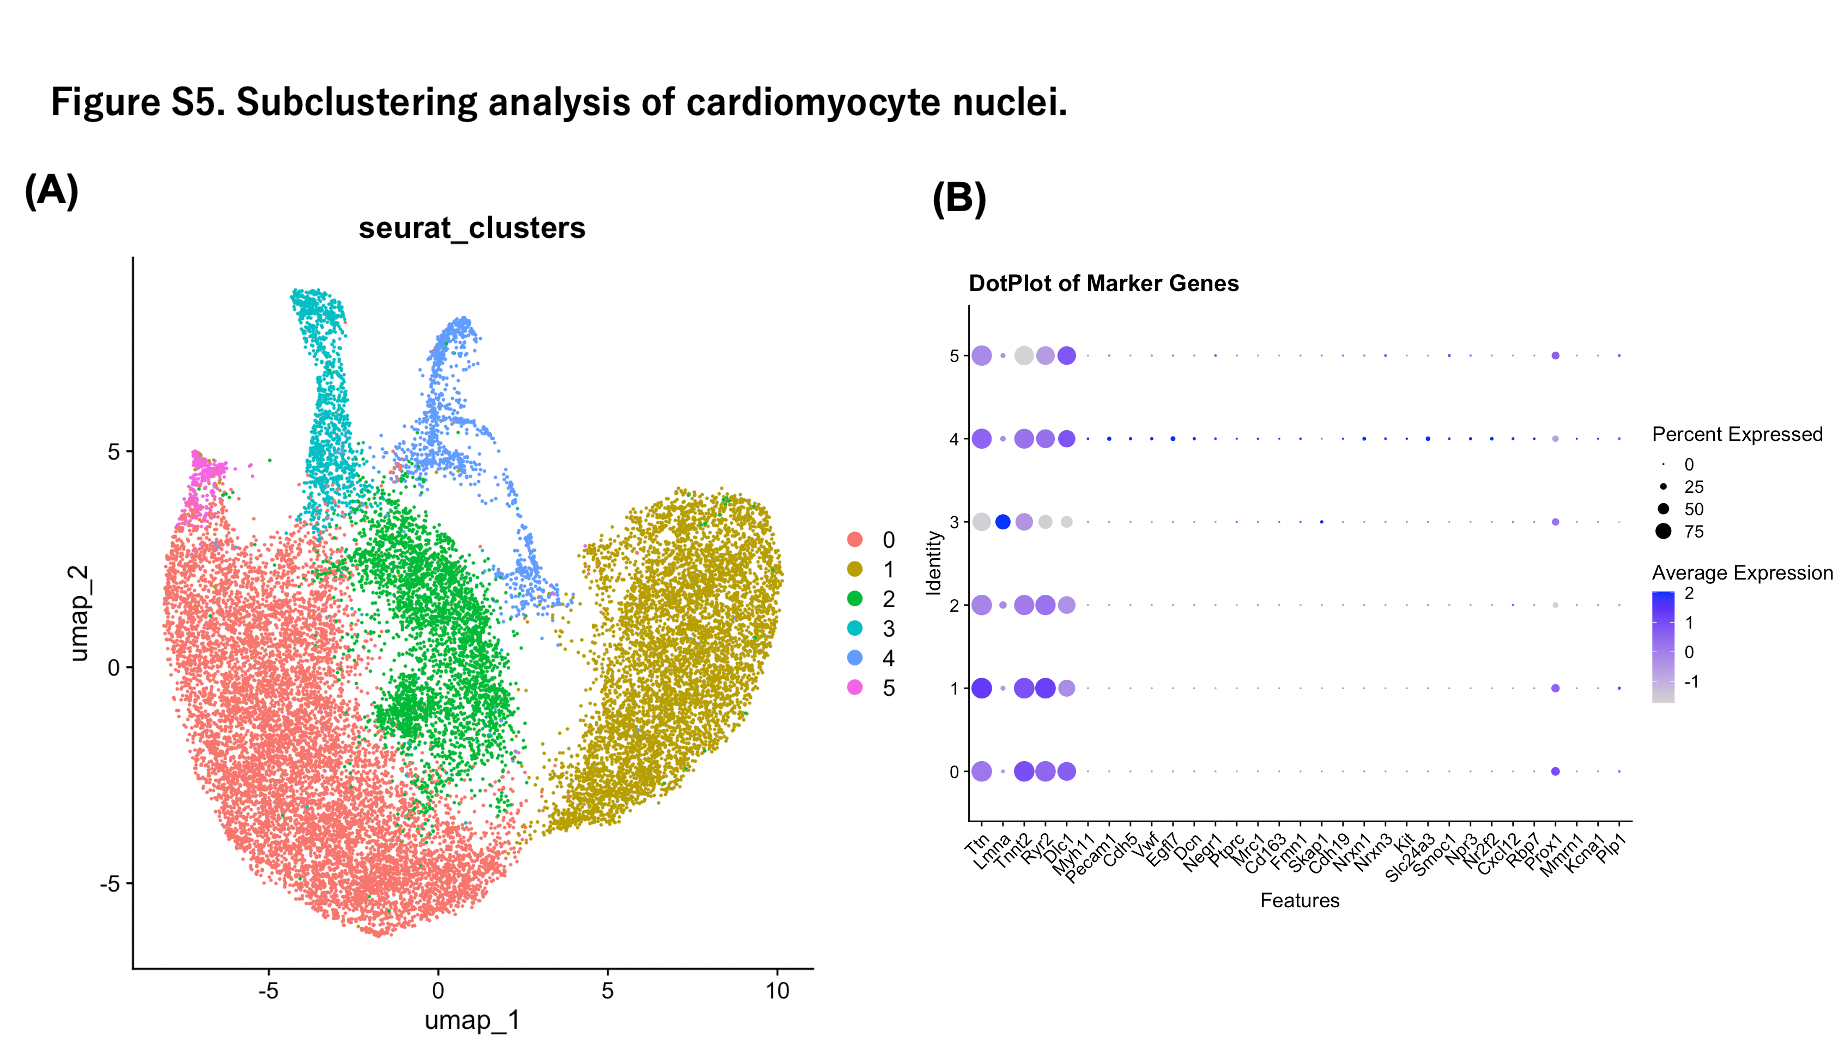 Figure S5. Subclustering analysis of cardiomyocyte nuclei.
(A)
seurat_clusters
umap_2
5
0
-5
-5
0
5
10
umap_1
0
1
2
3
4
5
(B)
DotPlot of Marker Genes
Identity
5
4
3
2
1
0
Ttn
Lmna
Tnnt2
Ryr2
Dlc1
Myh11
Pecam1
Cdh5
Vwf
Egfl7
Dcn
Negr1
Ptprc
Mrc1
Cd163
Fmn1
Skap1
Cdh19
Nrxn1
Nrxn3
Kit
Slc24a3
Smoc1
Npr3
Nr2f2
Cxcl12
Rbp7
Prox1
Mmrn1
Kcna1
Plp1
Features
Percent Expressed
0
25
50
75
Average Expression
2
1
0
-1